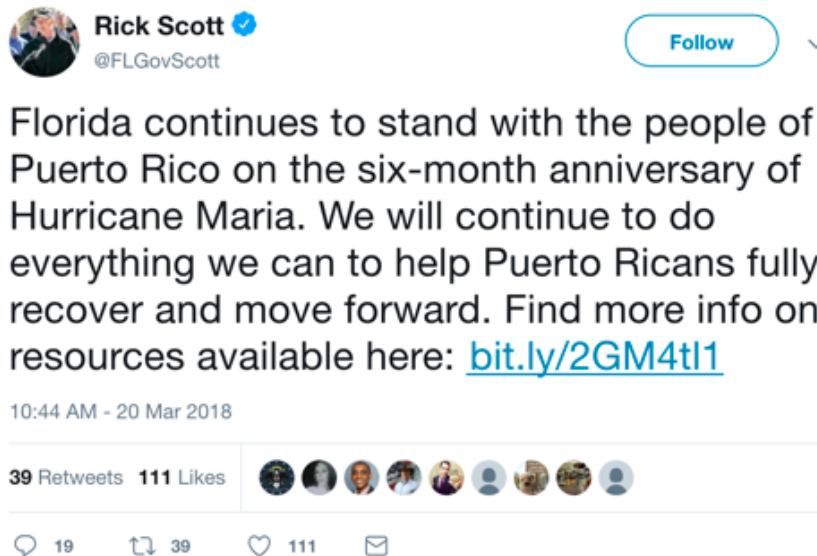 Rick Scott
@FLGovScott
Follow
Florida continues to stand with the people of
Puerto Rico on the six-month anniversary of
Hurricane Maria. We will continue to do
everything we can to help Puerto Ricans fully
recover and move forward. Find more info on
resources available here: bit.ly/2GM4tI1
10:44 AM - 20 Mar 2018
39 Retweets 111 Likes
19 39 111